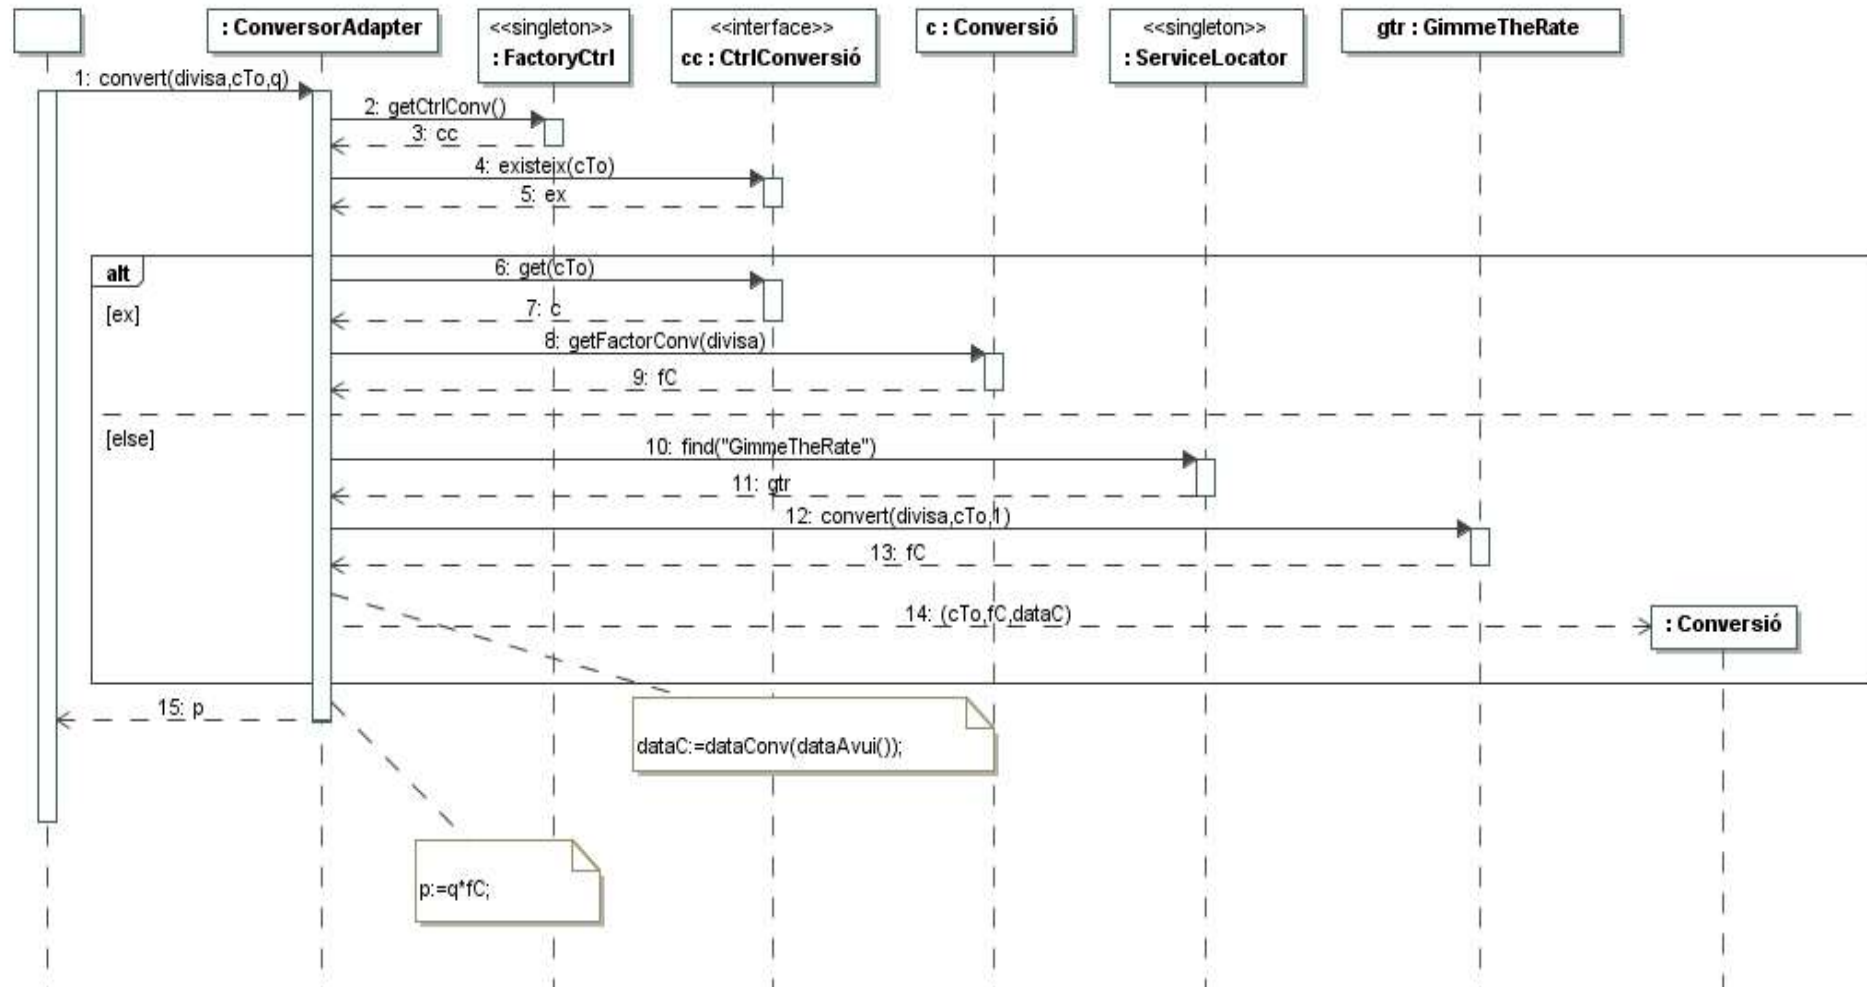 : ConversorAdapter
<<singleton>>
: FactoryCtrl
<<interface>>
cc : CtrlConversió
c : Conversió
<<singleton>>
: ServiceLocator
gtr : GimmeTheRate
1: convert(divisa,cTo,q)
2: getCtrlConv()
3: cc
4: existeix(cTo)
5: ex
alt
6: get(cTo)
[ex]
7: c
8: getFactorConv(divisa)
9: fC
[else]
10: find("GimmeTheRate")
11: gtr
12: convert(divisa,cTo,1)
13: fC
14: (cTo,fC,dataC)
: Conversió
15: p
dataC:=dataConv(dataAvui());
p:=q*fC;